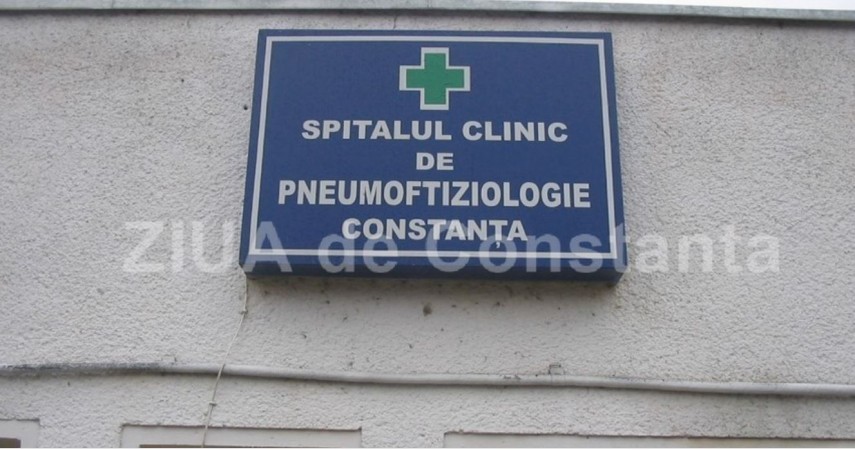 SPITALUL CLINIC
DE
PNEUMOFTIZIOLOGIE
CONSTANȚA
ZIUA de Constanta